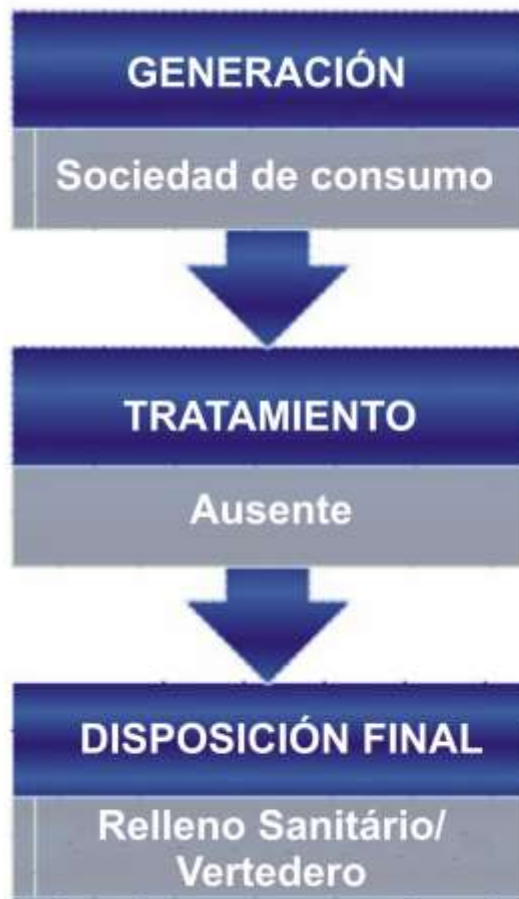 GENERACIÓN
Sociedad de consumo
TRATAMIENTO
Ausente
DISPOSICIÓN FINAL
Relleno Sanitário/
Vertedero